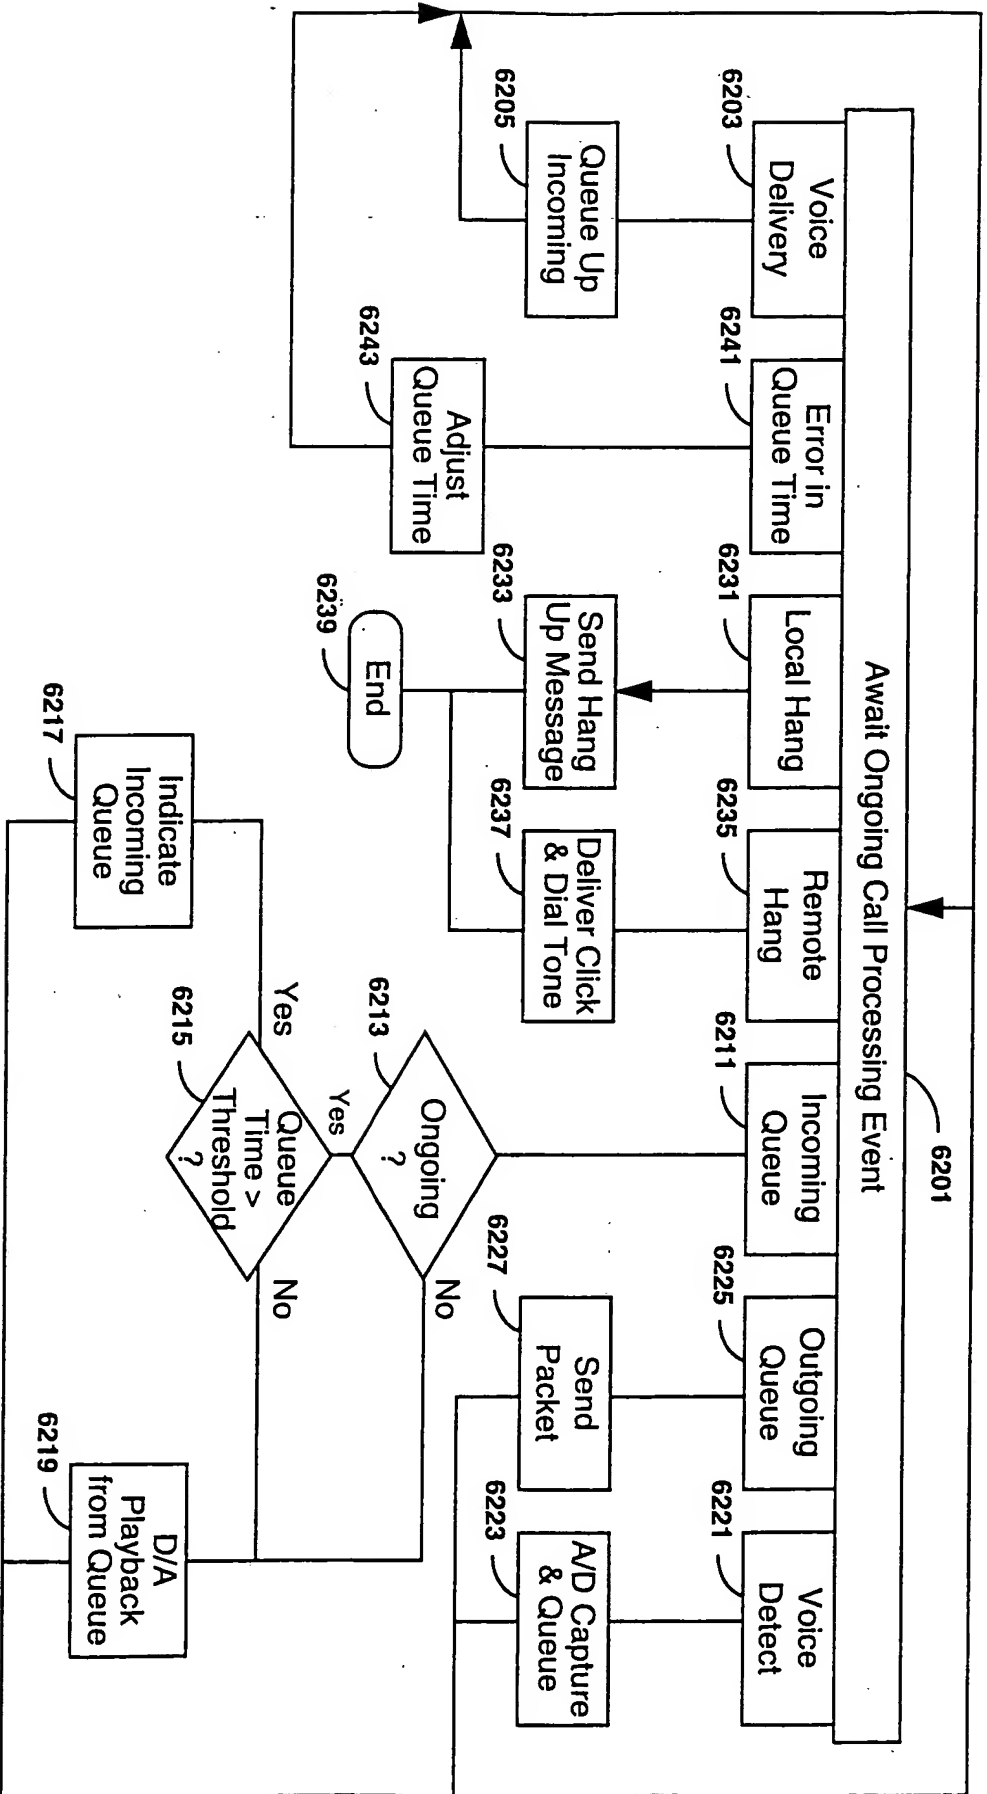 6201
Await Ongoing Call Processing Event
6203
Voice
Delivery
6241
Error in
Queue Time
6231
Local Hang
6235
Remote
Hang
6211
Incoming
Queue
6225
Outgoing
Queue
6221
Voice
Detect
6205
Queue Up
Incoming
6243
Adjust
Queue Time
6233
Send Hang
Up Message
6237
Deliver Click
& Dial Tone
6239
End
6213
Ongoing
?
No
Yes
6227
Send
Packet
6223
A/D Capture
& Queue
6215
Queue
Time >
Threshold
?
Yes
No
6217
Indicate
Incoming
Queue
6219
D/A
Playback
from Queue